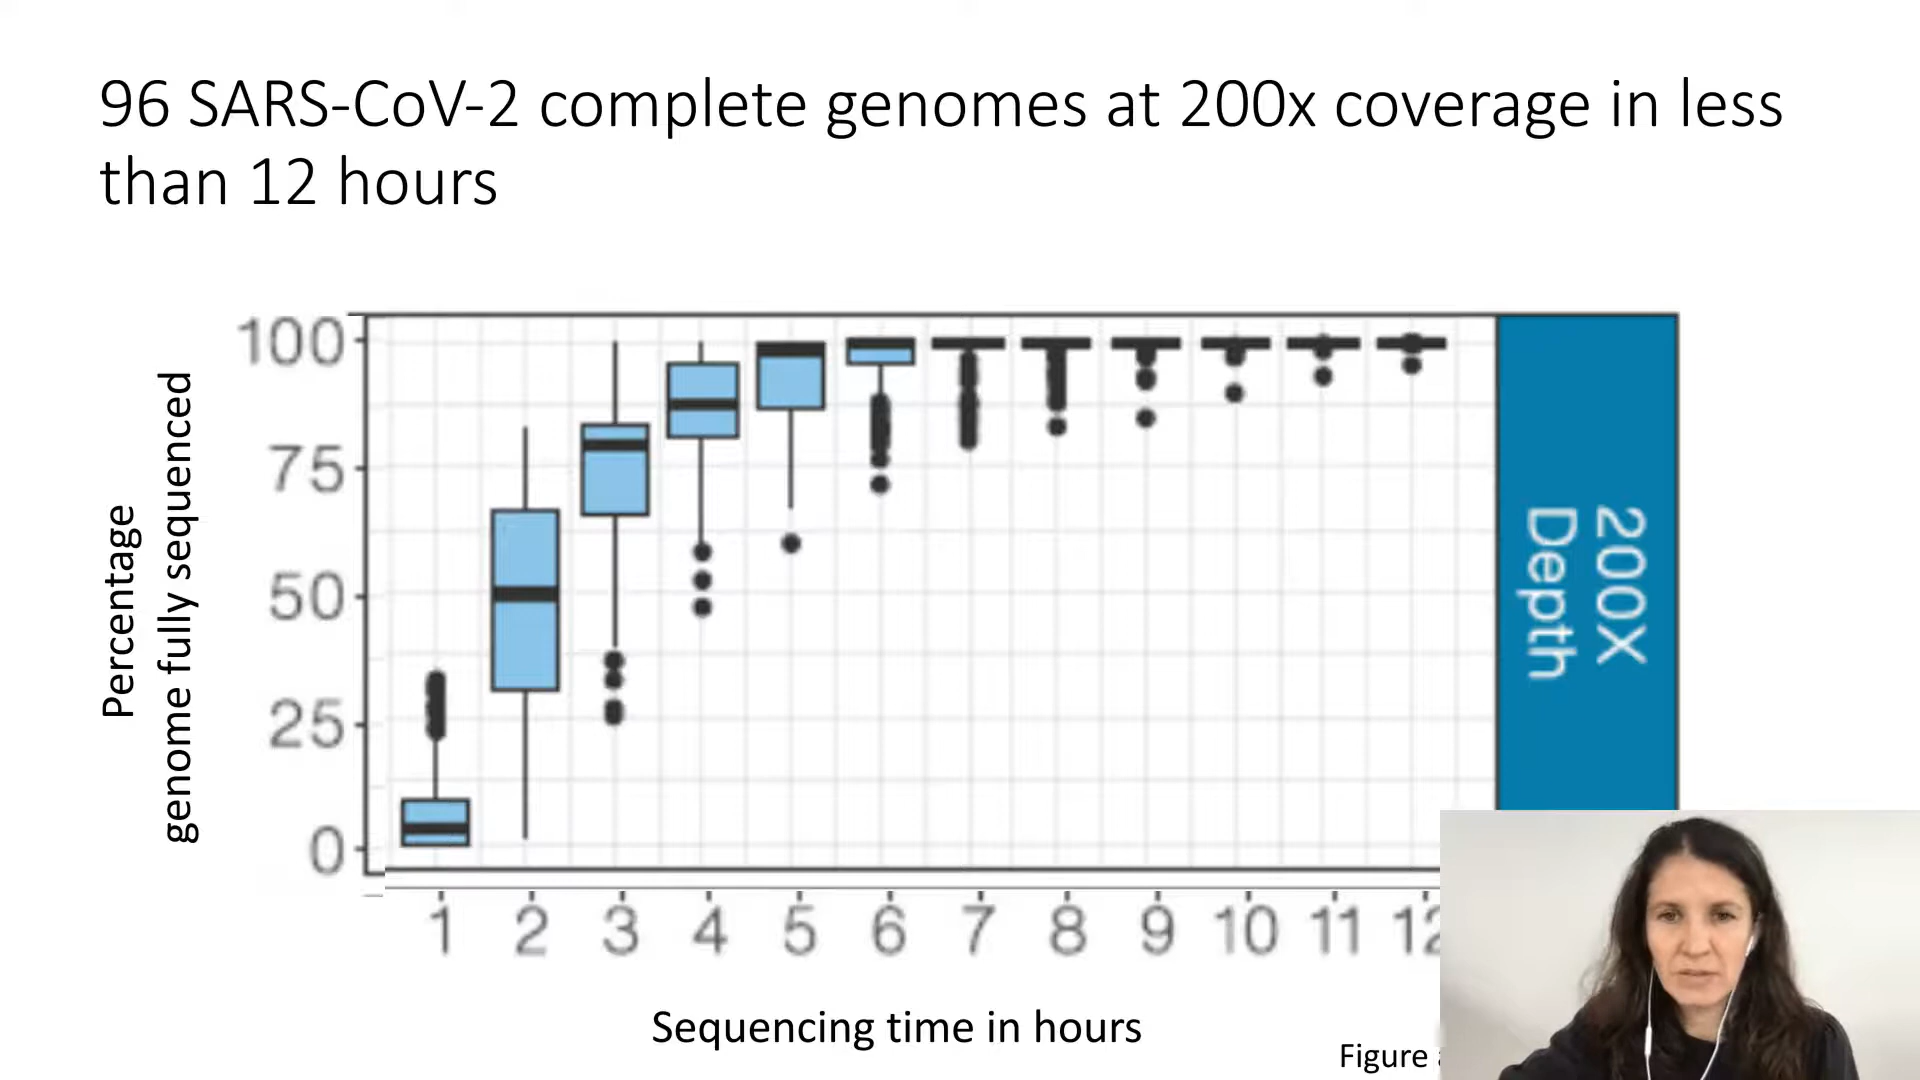 96 SARS-CoV-2 complete genomes at 200x coverage in less
than 12 hours
Percentage
genome fully sequenced
100
75
50
25
0
200X
Depth
1 2 3 4 5 6 7 8 9 10 11 12
Sequencing time in hours
Figure